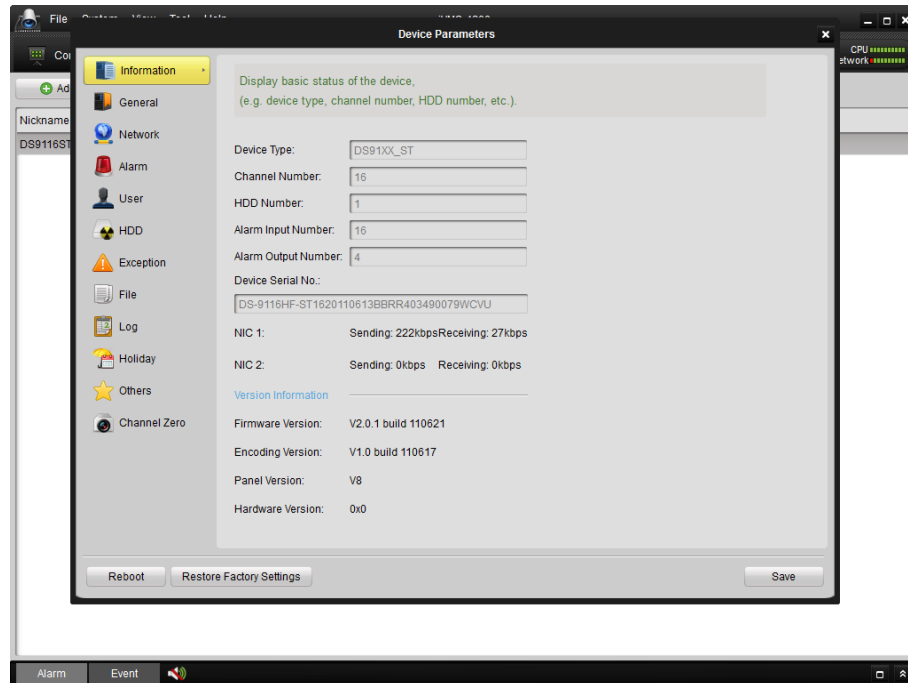 File
Device Parameters
CPU
Information
General
Network
Alarm
User
HDD
Exception
File
Log
Holiday
Others
Channel Zero
Nickname
DS9116ST
Display basic status of the device,
(e.g. device type, channel number, HDD number, etc.).
Device Type: DS91XX_ST
Channel Number: 16
HDD Number: 1
Alarm Input Number: 16
Alarm Output Number: 4
Device Serial No.:
DS-9116HF-ST1620110613BBRR403490079WCVU
NIC 1: Sending: 222kbpsReceiving: 27kbps
NIC 2: Sending: 0kbps Receiving: 0kbps
Version Information
Firmware Version: V2.0.1 build 110621
Encoding Version: V1.0 build 110617
Panel Version: V8
Hardware Version: 0x0
Reboot Restore Factory Settings Save
Alarm Event